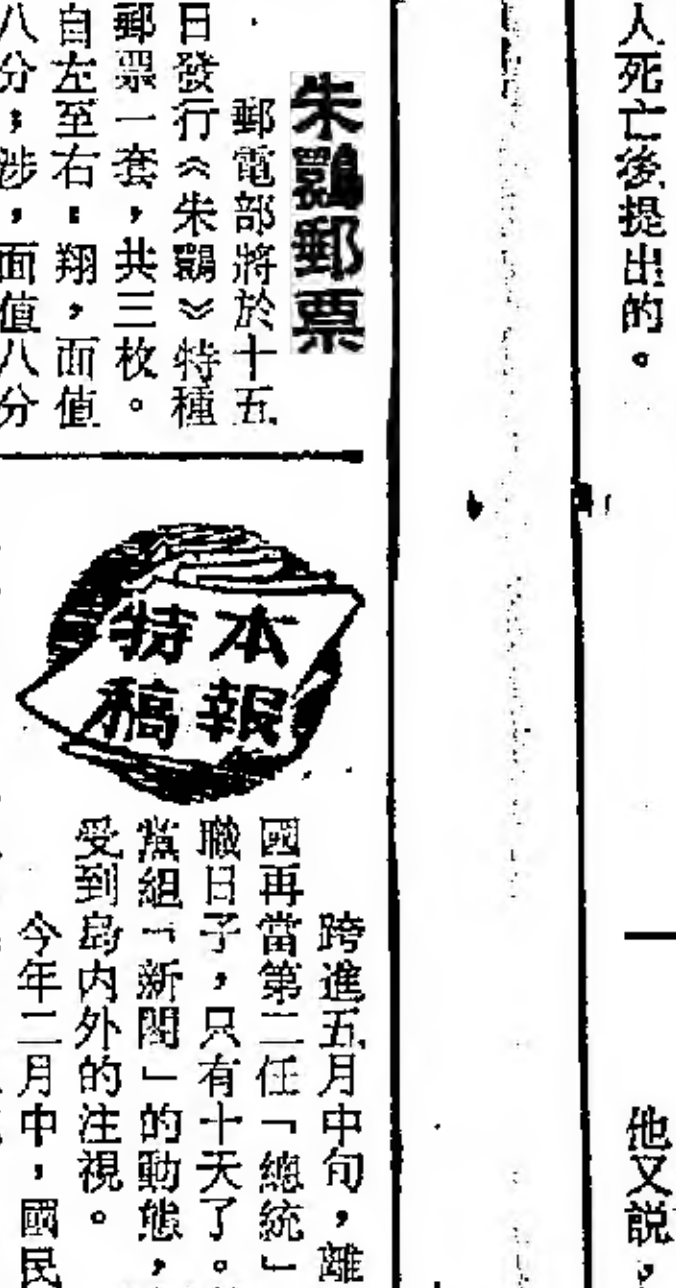 人死亡後提出的。
他又説，
朱鷃郵票
郵電部將於十五
日發行《朱鷃》特種
郵票一套，共三枚。
自左至右：翔，面值
八分；涉，面值八分
本報
特稿
跨進五月中旬，離
國再當第二任「總統」
職日子，只有十天了。
黨組「新閣」的動態，
受到島内外的注視。
今年二月中，國民